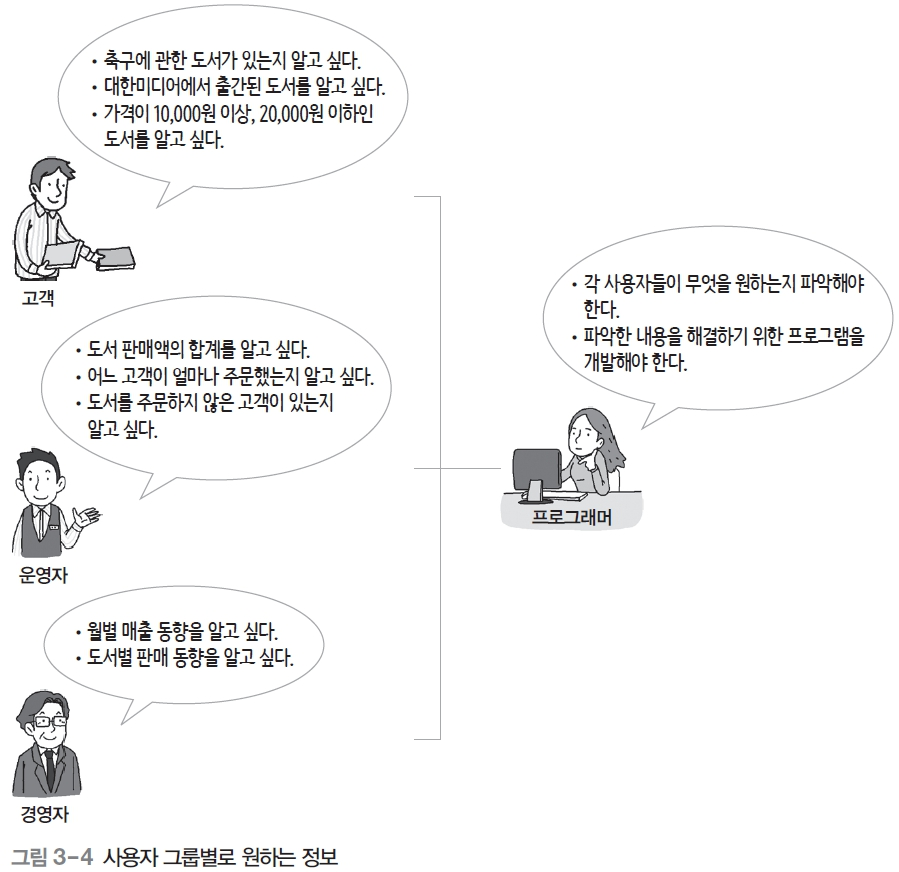 • 축구에 관한 도서가 있는지 알고 싶다.
• 대한미디어에서 출간된 도서를 알고 싶다.
• 가격이 10,000원 이상, 20,000원 이하인
도서를 알고 싶다.
고객
• 도서 판매액의 합계를 알고 싶다.
• 어느 고객이 얼마나 주문했는지 알고 싶다.
• 도서를 주문하지 않은 고객이 있는지
알고 싶다.
운영자
• 월별 매출 동향을 알고 싶다.
• 도서별 판매 동향을 알고 싶다.
경영자
• 각 사용자들이 무엇을 원하는지 파악해야
한다.
• 파악한 내용을 해결하기 위한 프로그램을
개발해야 한다.
프로그래머
그림 3-4 사용자 그룹별로 원하는 정보